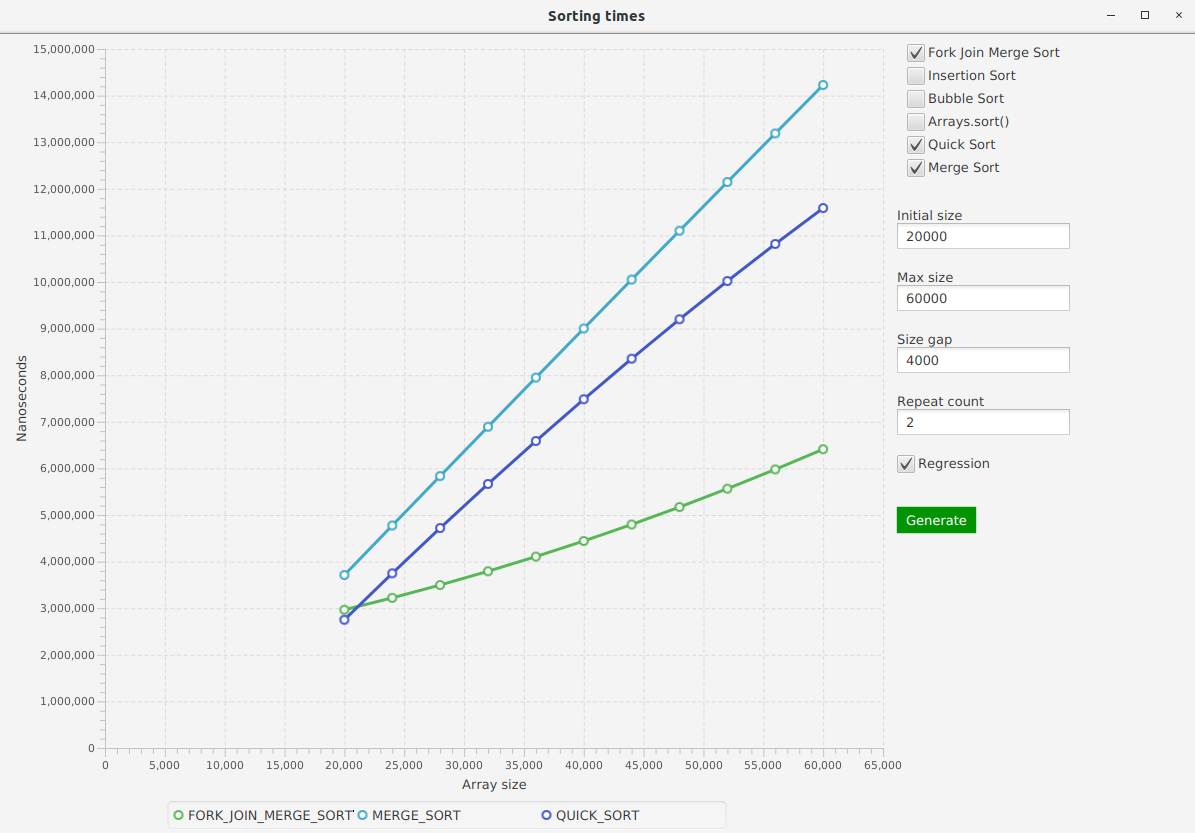 Sorting times
15,000,000
14,000,000
13,000,000
12,000,000
11,000,000
10,000,000
9,000,000
8,000,000
7,000,000
6,000,000
5,000,000
4,000,000
3,000,000
2,000,000
1,000,000
0
Nanoseconds
0 5,000 10,000 15,000 20,000 25,000 30,000 35,000 40,000 45,000 50,000 55,000 60,000 65,000
Array size
FORK_JOIN_MERGE_SORT MERGE_SORT QUICK_SORT
Fork Join Merge Sort
Insertion Sort
Bubble Sort
Arrays.sort()
Quick Sort
Merge Sort
Initial size
20000
Max size
60000
Size gap
4000
Repeat count
2
Regression
Generate